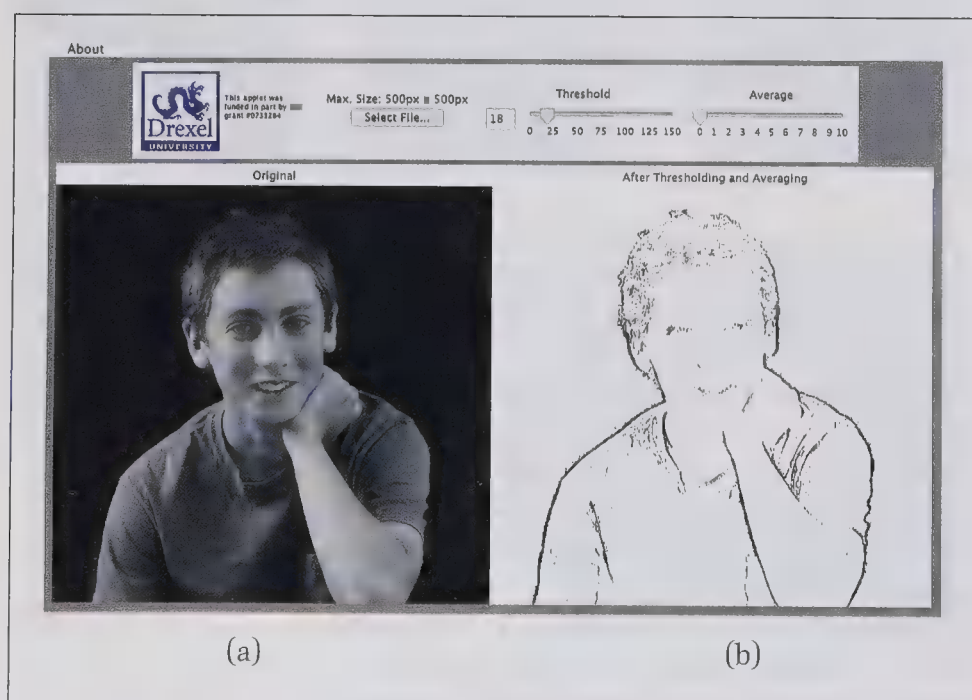 About
Drexel
UNIVERSITY
This applet was
funded in part by
grant #0731284
Max. Size: 500px 500px
Select File...
18
Threshold
0 25 50 75 100 125 150
Average
0 1 2 3 4 5 6 7 8 9 10
Original
After Thresholding and Averaging
(a)
(b)